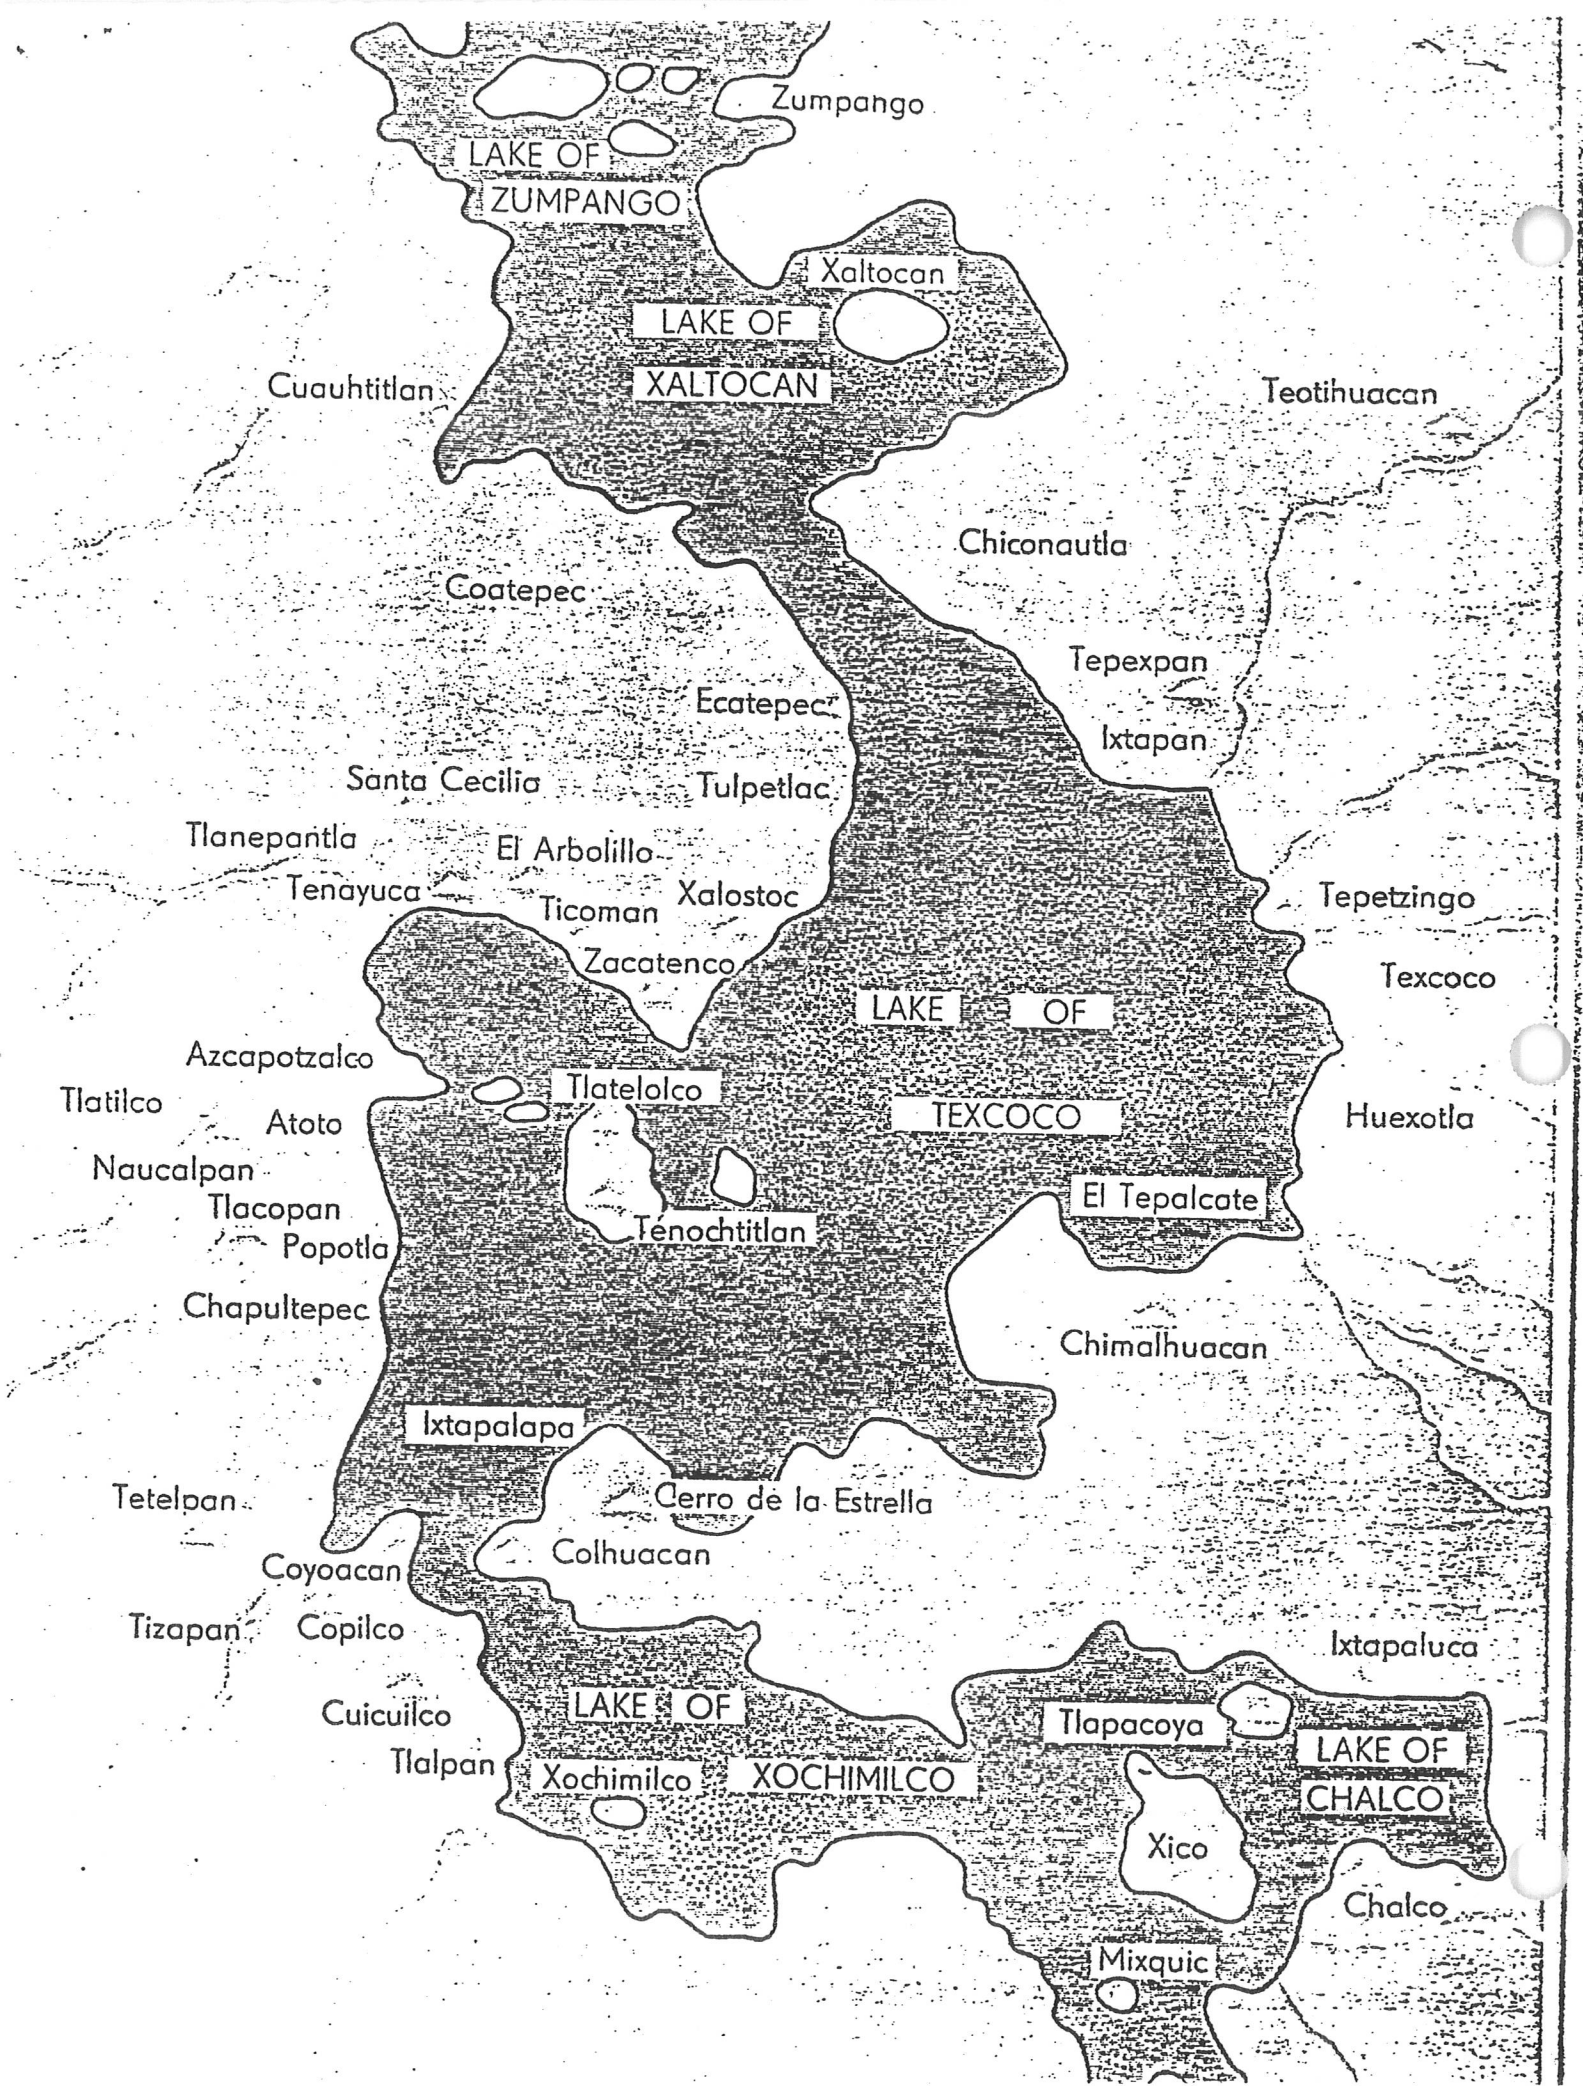 Zumpango
LAKE OF
ZUMPANGO
Xaltocan
LAKE OF
XALTOCAN
Cuauhtitlan
Teotihuacan
Chiconautla
Coatepec
Tepexpan
Ecatepec
Ixtapan
Santa Cecilia
Tulpetlac
Tlanepantla
El Arbolillo
Tenayuca
Xalostoc
Ticoman
Tepetzingo
Zacatenco
Texcoco
LAKE OF
Azcapotzalco
Tlatelolco
Tlatilco
Atoto
TEXCOCO
Huexotla
Naucalpan
Tlacopan
El Tepalcate
Popotla
Tenochtitlan
Chapultepec
Chimalhuacan
Ixtapalapa
Tetelpan
Cerro de la Estrella
Colhuacan
Coyoacan
Tizapan
Copilco
Ixtapaluca
LAKE OF
Cuicuilco
Tlapacoya
Tlalpan
LAKE OF
Xochimilco
XOCHIMILCO
CHALCO
Xico
Chalco
Mixquic